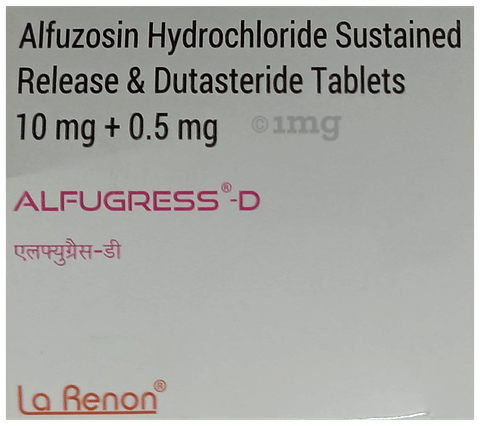 Alfuzosin Hydrochloride Sustained
Release & Dutasteride Tablets
10 mg + 0.5 mg
©1mg
ALFUGRESS®-D
एलफ्युग्रैस-डी
La Renon®